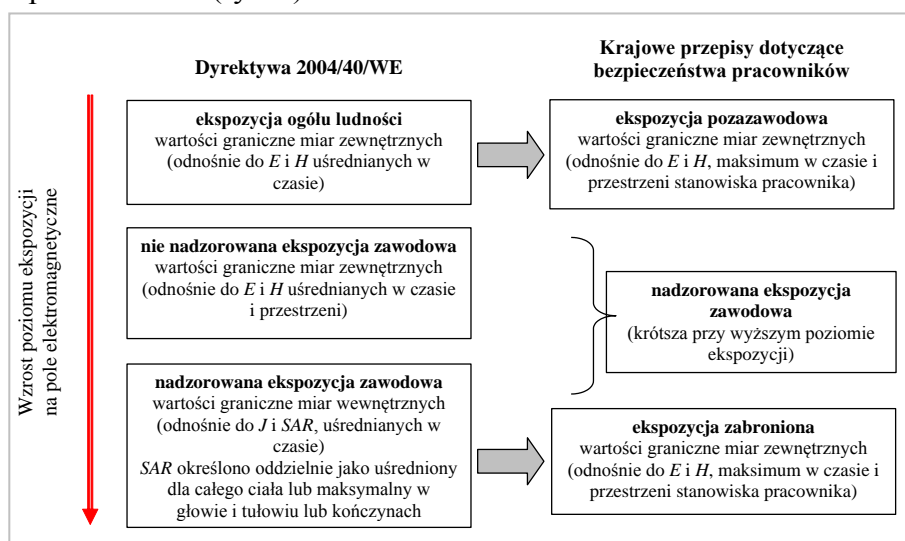 Dyrektywa 2004/40/WE
Krajowe przepisy dotyczące
bezpieczeństwa pracowników
Wzrost poziomu ekspozycji
na pole elektromagnetyczne
ekspozycja ogółu ludności
wartości graniczne miar zewnętrznych
(odnośnie do E i H uśrednianych w
czasie)
ekspozycja pozazawodowa
wartości graniczne miar zewnętrznych
(odnośnie do E i H, maksimum w czasie i
przestrzeni stanowiska pracownika)
nie nadzorowana ekspozycja zawodowa
wartości graniczne miar zewnętrznych
(odnośnie do E i H uśrednianych w czasie
i przestrzeni)
nadzorowana ekspozycja
zawodowa
(krótsza przy wyższym poziomie
ekspozycji)
nadzorowana ekspozycja zawodowa
wartości graniczne miar wewnętrznych
(odnośnie do J i SAR, uśrednianych w
czasie)
SAR określono oddzielnie jako uśredniony
dla całego ciała lub maksymalny w
głowie i tułowiu lub kończynach
ekspozycja zabroniona
wartości graniczne miar zewnętrznych
(odnośnie do E i H, maksimum w czasie i
przestrzeni stanowiska pracownika)